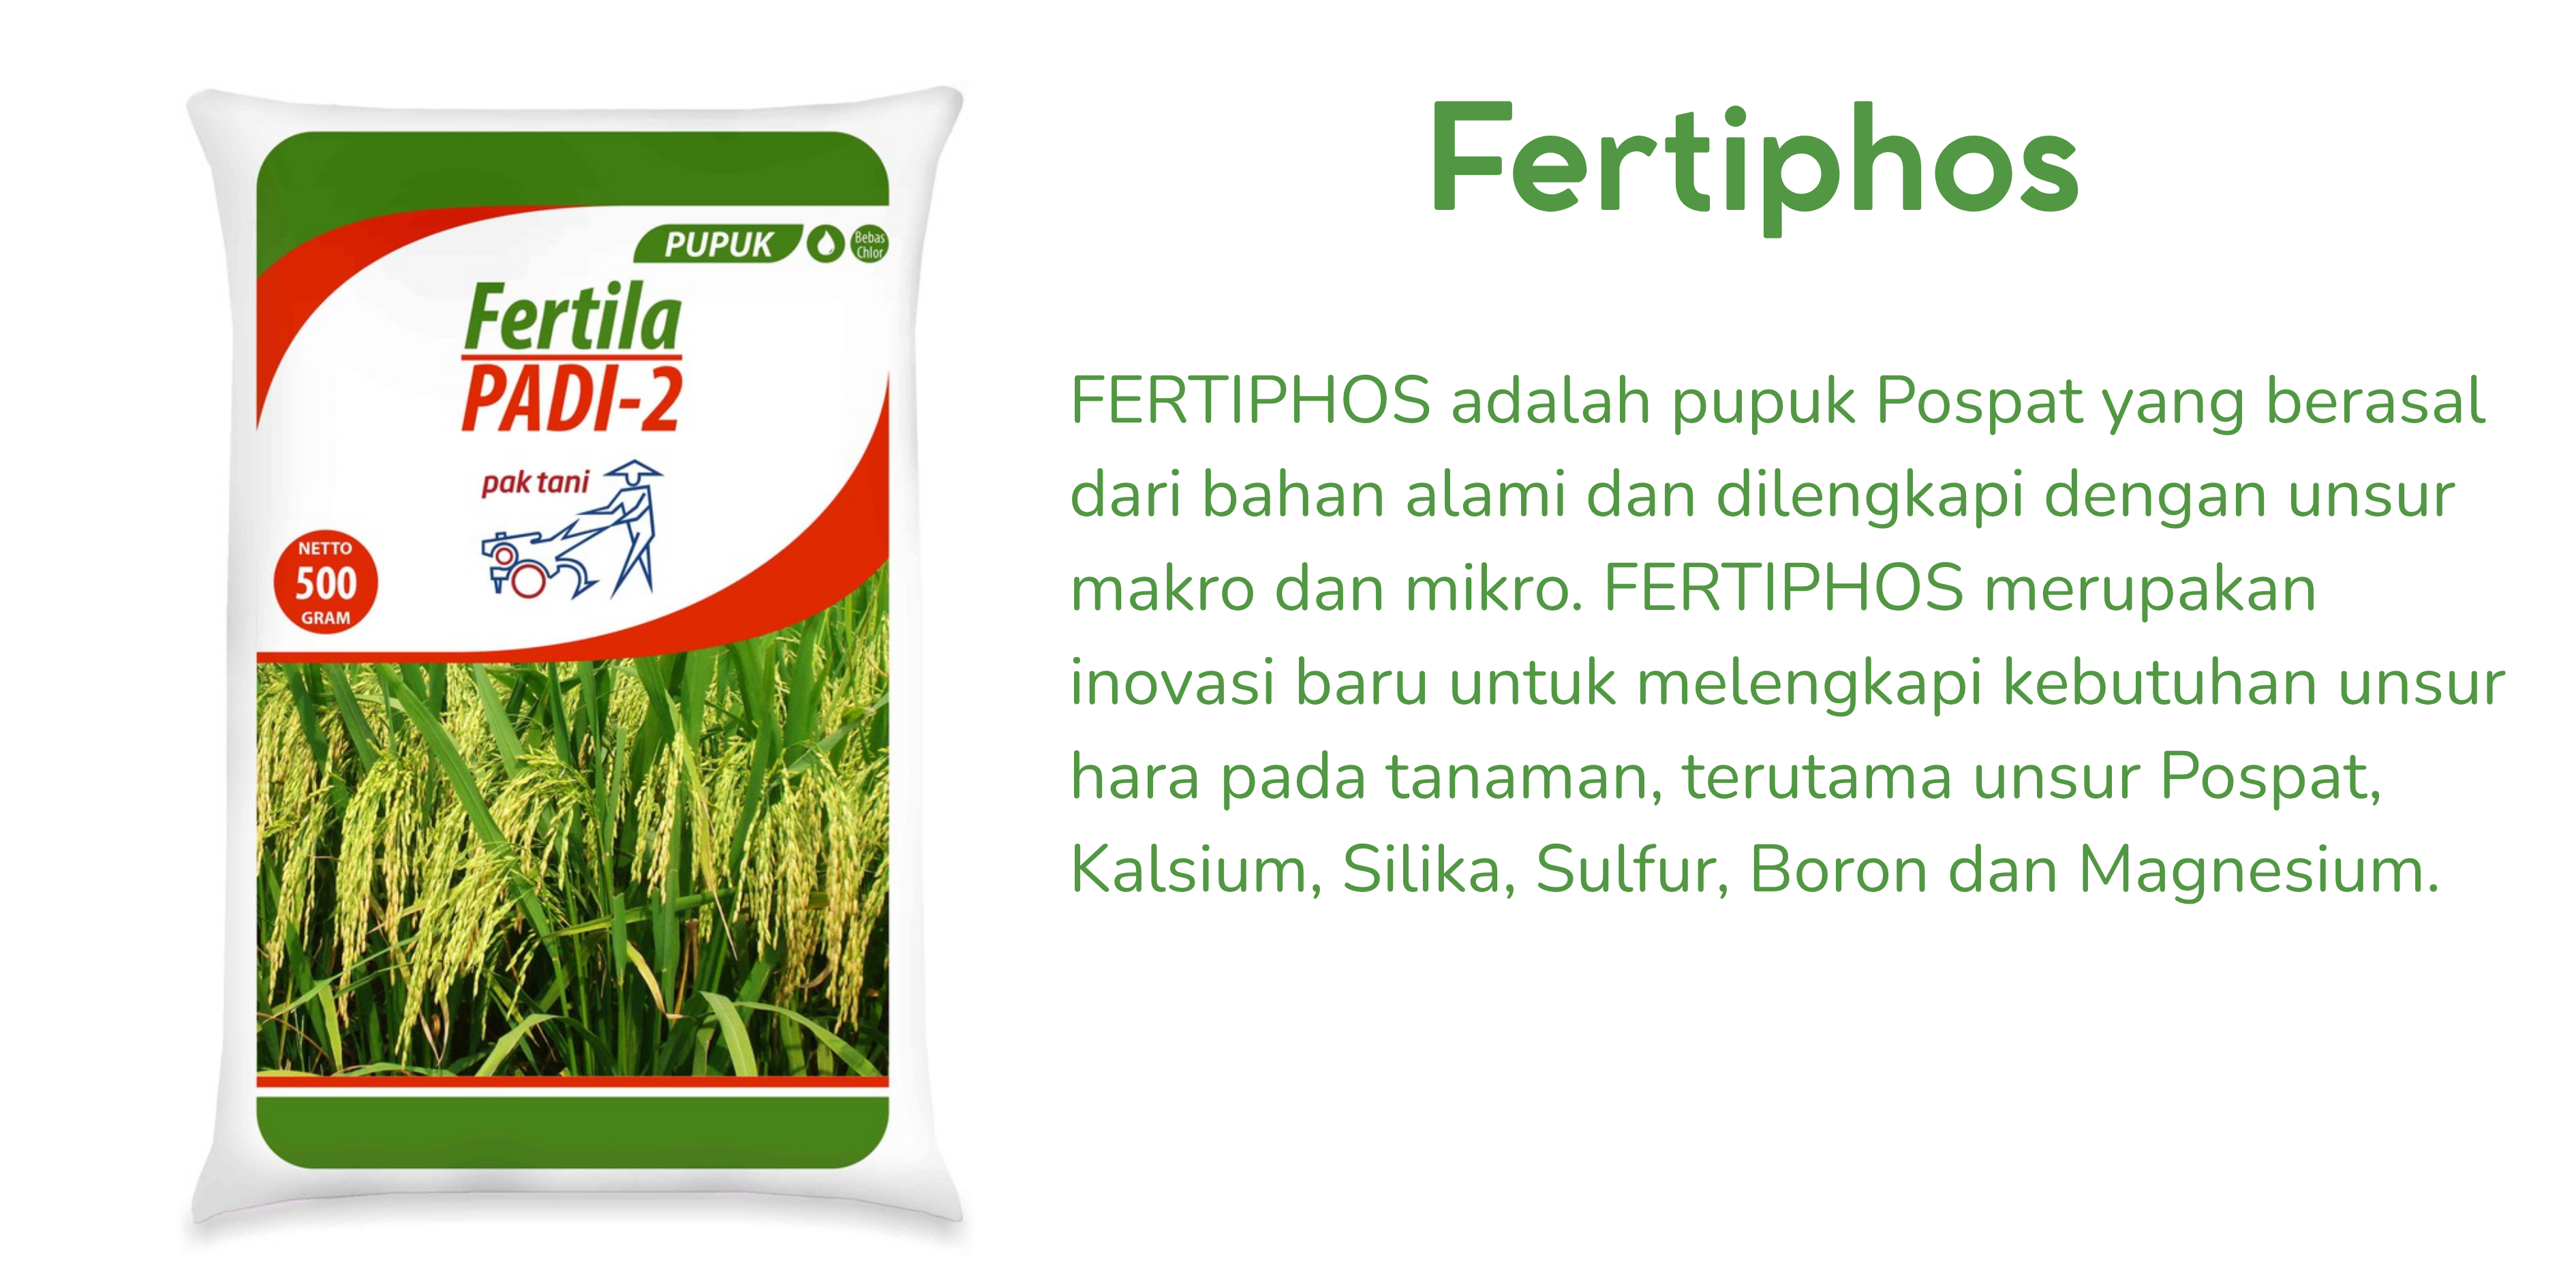 PUPUK
Bebas
Chlor
Fertila
PADI-2
pak tani
NETTO
500
GRAM
Fertiphos
FERTIPHOS adalah pupuk Pospat yang berasal
dari bahan alami dan dilengkapi dengan unsur
makro dan mikro. FERTIPHOS merupakan
inovasi baru untuk melengkapi kebutuhan unsur
hara pada tanaman, terutama unsur Pospat,
Kalsium, Silika, Sulfur, Boron dan Magnesium.